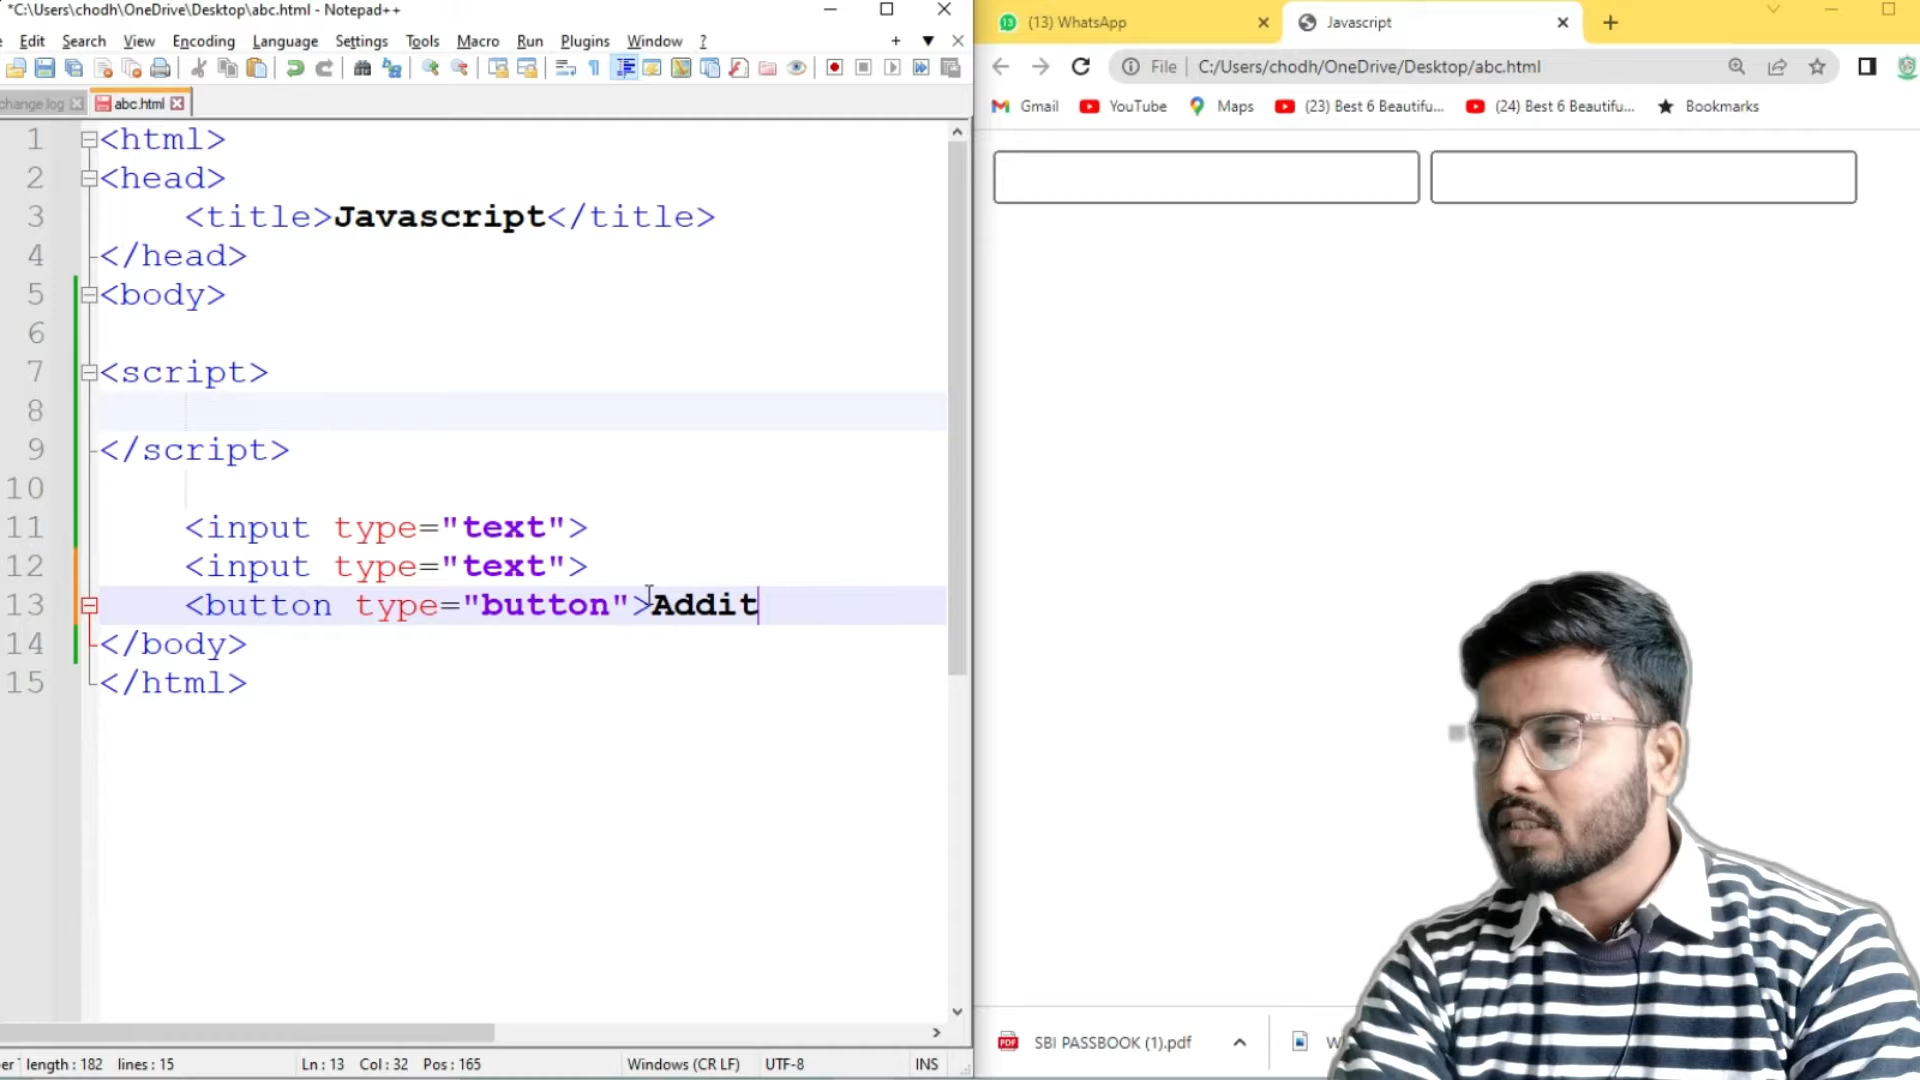 *C:\Users\chodh\OneDrive\Desktop\abc.html - Notepad++
Edit Search View Encoding Language Settings Tools Macro Run Plugins Window ?
change.log abc.html
1 <html>
2 <head>
3 <title>Javascript</title>
4 </head>
5 <body>
6
7 <script>
8
9 </script>
10
11 <input type="text">
12 <input type="text">
13 <button type="button">Addit
14 </body>
15 </html>
length : 182 lines : 15 Ln : 13 Col : 32 Pos : 165 Windows (CR LF) UTF-8 INS
(13) WhatsApp Javascript
File C:/Users/chodh/OneDrive/Desktop/abc.html
Gmail YouTube Maps (23) Best 6 Beautifu... (24) Best 6 Beautifu... Bookmarks
SBI PASSBOOK (1).pdf